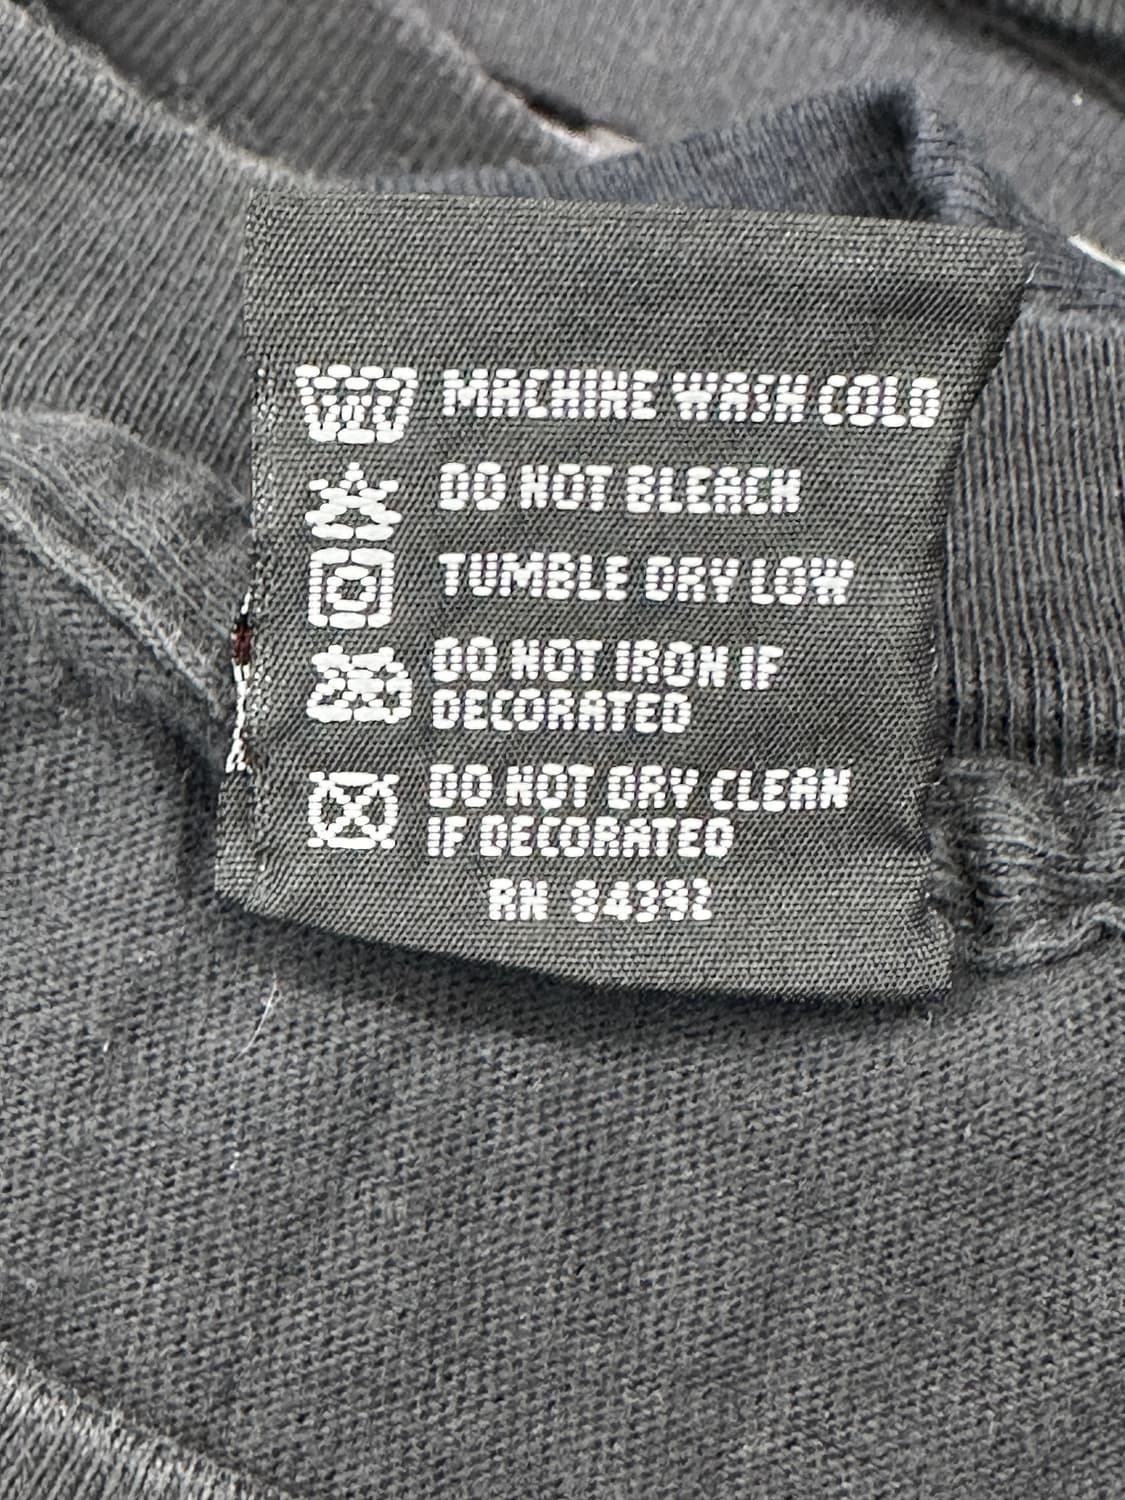 20C MACHINE WASH COLD
DO NOT BLEACH
TUMBLE DRY LOW
DO NOT IRON IF
DECORATED
DO NOT DRY CLEAN
IF DECORATED
RN 84392